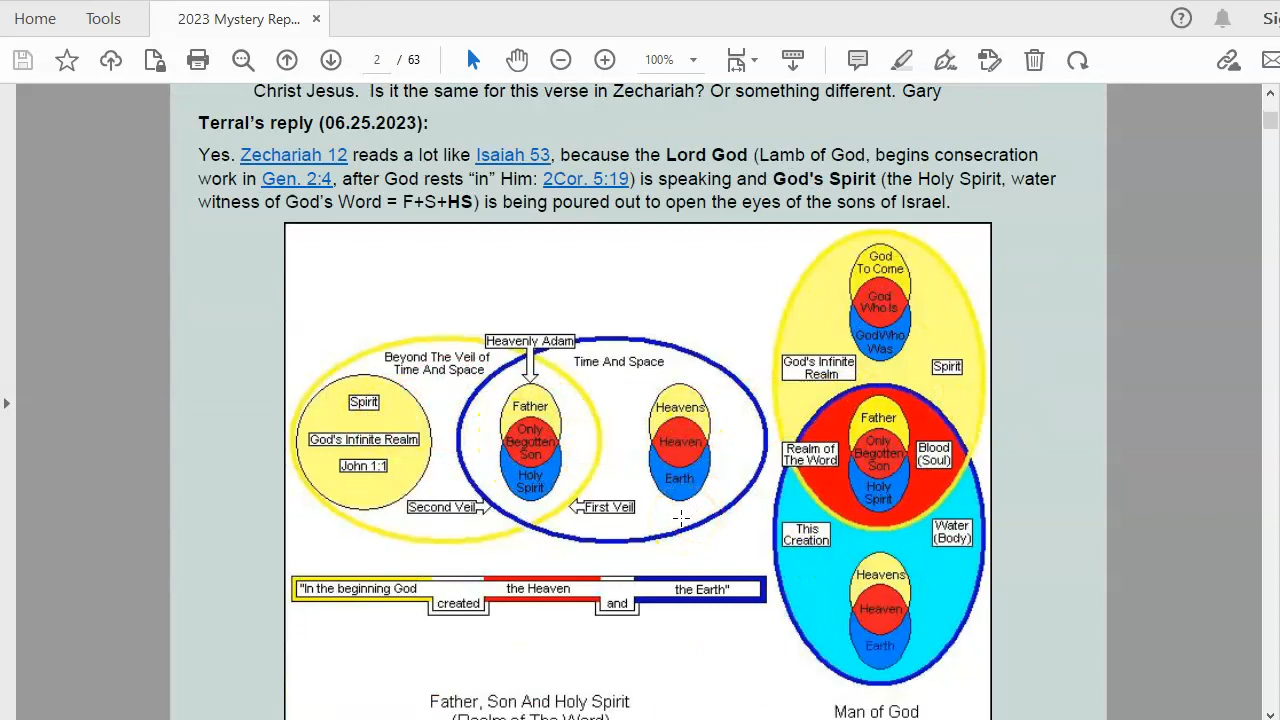 Home
Tools
2023 Mystery Rep...
×
?
2 / 63
100%
Christ Jesus. Is it the same for this verse in Zechariah? Or something different. Gary
Terral's reply (06.25.2023):
Yes. Zechariah 12 reads a lot like Isaiah 53, because the Lord God (Lamb of God, begins consecration
work in Gen. 2:4, after God rests “in” Him: 2Cor. 5:19) is speaking and God's Spirit (the Holy Spirit, water
witness of God’s Word = F+S+HS) is being poured out to open the eyes of the sons of Israel.
Heavenly Adam
Beyond The Veil of
Time And Space
Time And Space
Spirit
God's Infinite Realm
John 1:1
Father
Only
Begotten
Son
Holy
Spirit
Heavens
Heaven
Earth
Second Veil
First Veil
"In the beginning God
created
the Heaven
and
the Earth"
Father, Son And Holy Spirit
(Realm of The Word)
God
To Come
God
Who Is
God Who
Was
God's Infinite
Realm
Spirit
Father
Only
Begotten
Son
Holy
Spirit
Realm of
The Word
Blood
(Soul)
This
Creation
Water
(Body)
Heavens
Heaven
Earth
Man of God